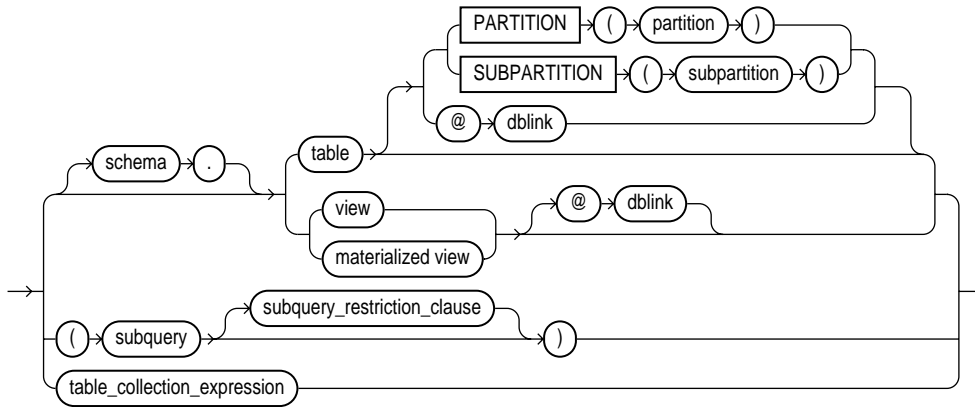 PARTITION ( partition )
SUBPARTITION ( subpartition )
@ dblink
schema . table
view @ dblink
materialized view
( subquery subquery_restriction_clause )
table_collection_expression